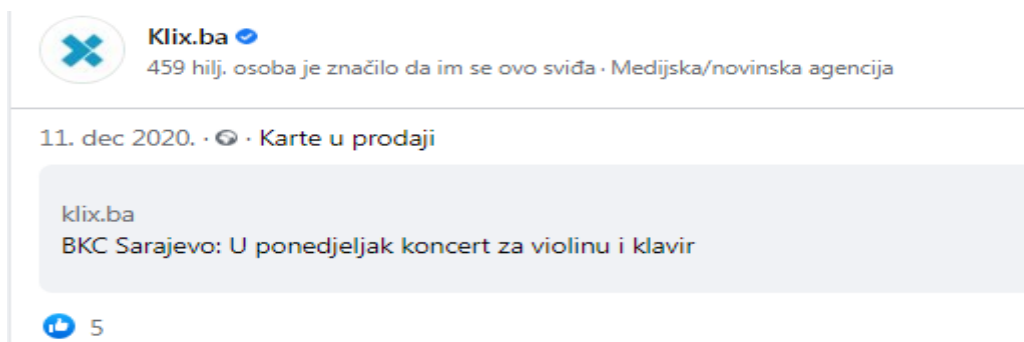 Klix.ba
459 hilj. osoba je značilo da im se ovo sviđa · Medijska/novinska agencija
11. dec 2020. · · Karte u prodaji
klix.ba
BKC Sarajevo: U ponedjeljak koncert za violinu i klavir
5